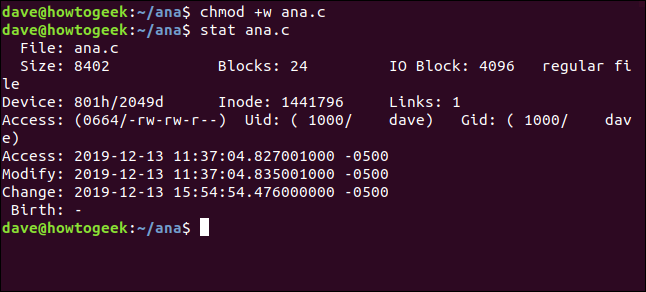 dave@howtogeek:~/ana$ chmod +w ana.c
dave@howtogeek:~/ana$ stat ana.c
  File: ana.c
  Size: 8402            Blocks: 24         IO Block: 4096   regular fi
le
Device: 801h/2049d      Inode: 1441796     Links: 1
Access: (0664/-rw-rw-r--)  Uid: ( 1000/    dave)   Gid: ( 1000/    dav
e)
Access: 2019-12-13 11:37:04.827001000 -0500
Modify: 2019-12-13 11:37:04.835001000 -0500
Change: 2019-12-13 15:54:54.476000000 -0500
 Birth: -
dave@howtogeek:~/ana$